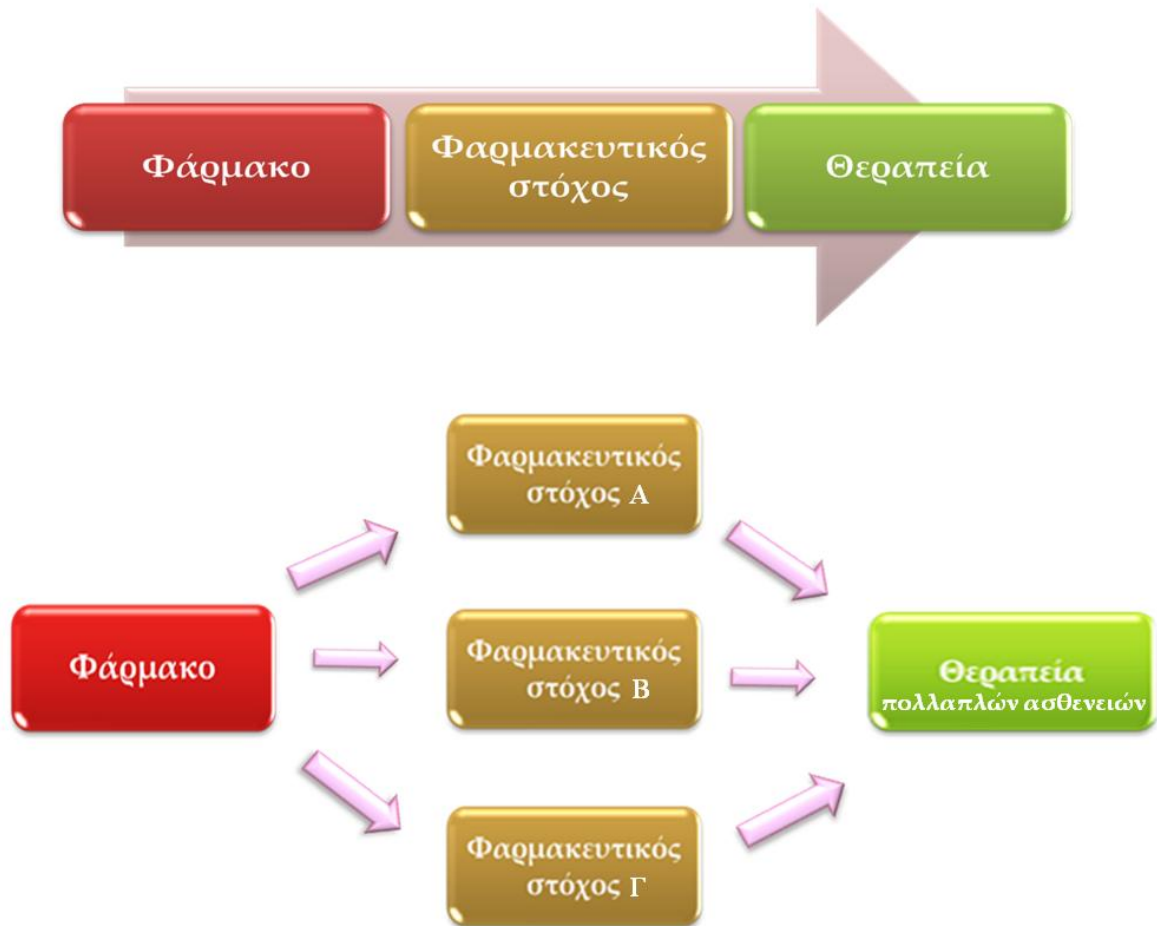 Φάρμακο
Φαρμακευτικός
στόχος
Θεραπεία
Φαρμακευτικός
στόχος Α
Φάρμακο
Φαρμακευτικός
στόχος Β
Θεραπεία
πολλαπλών ασθενειών
Φαρμακευτικός
στόχος Γ